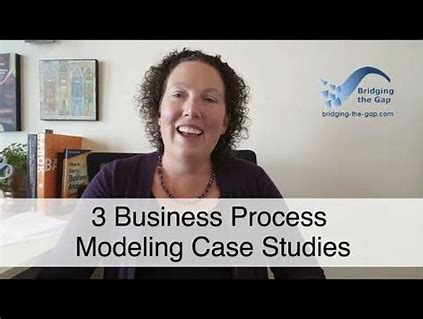 Bridging
the Gap
bridging-the-gap.com
3 Business Process
Modeling Case Studies